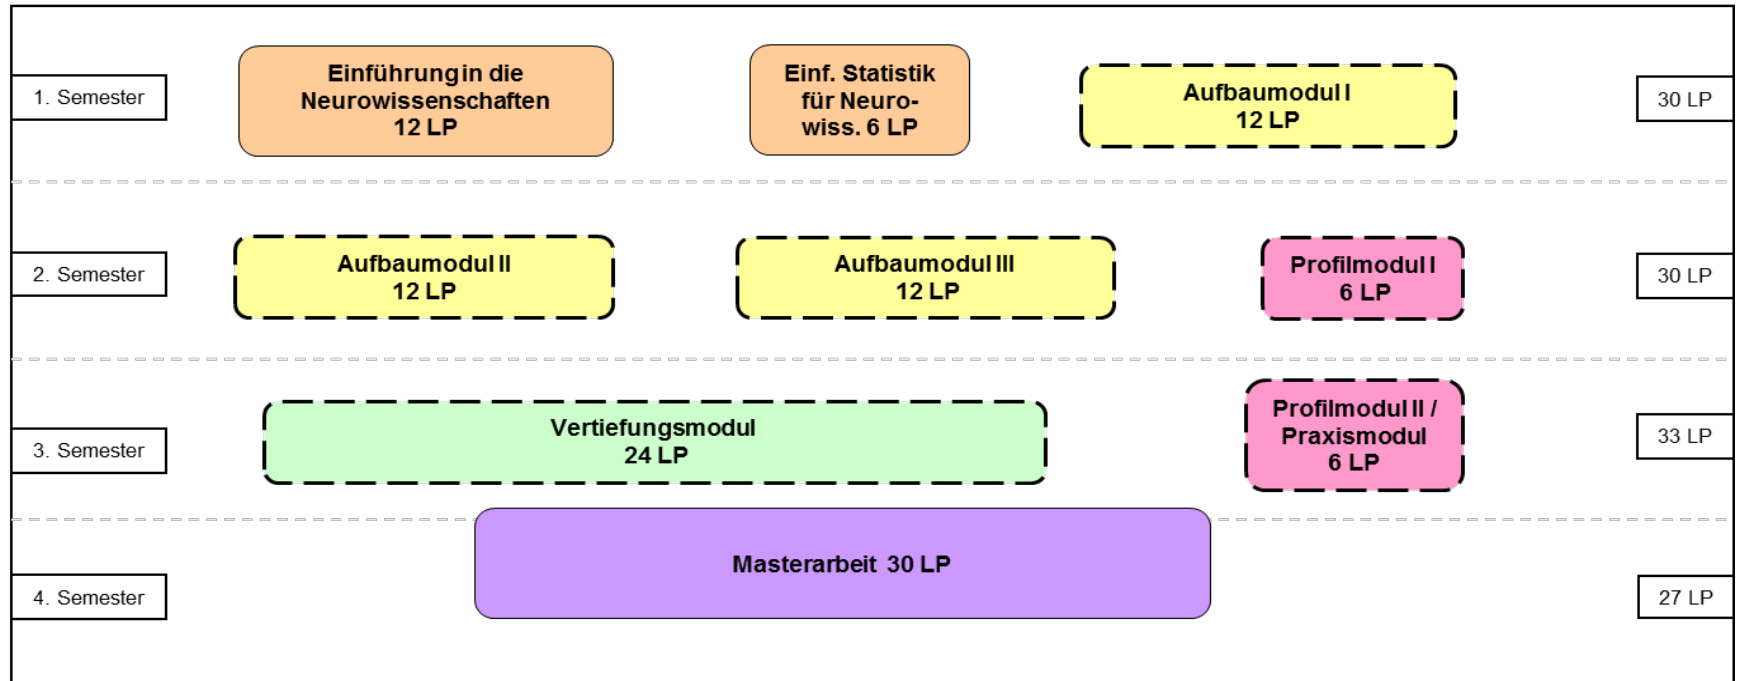 1. Semester
Einführung in die
Neurowissenschaften
12 LP
Einf. Statistik
für Neuro-
wiss. 6 LP
Aufbaumodul I
12 LP
30 LP
2. Semester
Aufbaumodul II
12 LP
Aufbaumodul III
12 LP
Profilmodul I
6 LP
30 LP
3. Semester
Vertiefungsmodul
24 LP
Profilmodul II /
Praxismodul
6 LP
33 LP
4. Semester
Masterarbeit 30 LP
27 LP